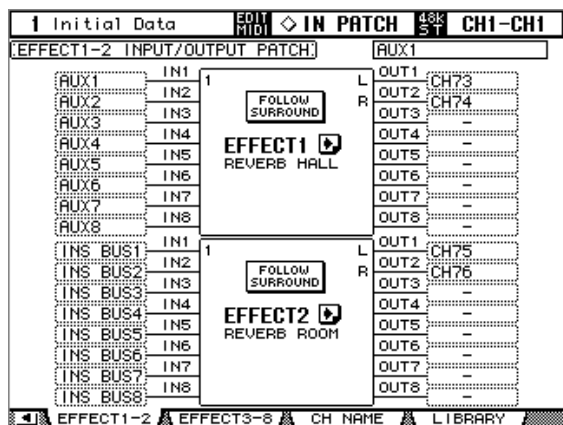 1 Initial Data EDIT MIDI ◇ IN PATCH 48K ST CH1-CH1
EFFECT1-2 INPUT/OUTPUT PATCH AUX1
AUX1 IN1 1 L OUT1 CH73
AUX2 IN2 R OUT2 CH74
AUX3 IN3 FOLLOW SURROUND OUT3 -
AUX4 IN4 EFFECT1 OUT4 -
AUX5 IN5 REVERB HALL OUT5 -
AUX6 IN6 OUT6 -
AUX7 IN7 OUT7 -
AUX8 IN8 OUT8 -
INS BUS1 IN1 1 L OUT1 CH75
INS BUS2 IN2 R OUT2 CH76
INS BUS3 IN3 FOLLOW SURROUND OUT3 -
INS BUS4 IN4 EFFECT2 OUT4 -
INS BUS5 IN5 REVERB ROOM OUT5 -
INS BUS6 IN6 OUT6 -
INS BUS7 IN7 OUT7 -
INS BUS8 IN8 OUT8 -
EFFECT1-2 EFFECT3-8 CH NAME LIBRARY